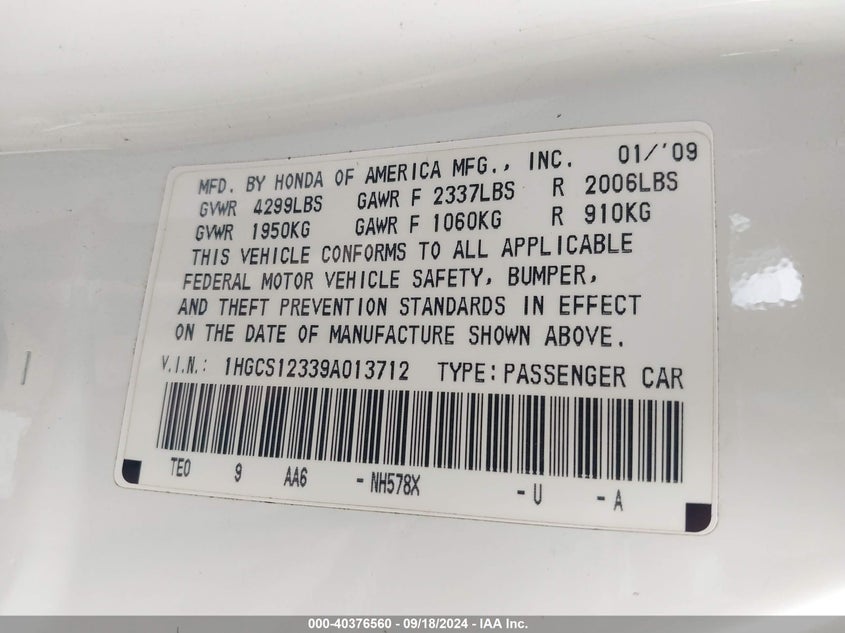 MFD. BY HONDA OF AMERICA MFG., INC. 01/'09
GVWR 4299LBS GAWR F 2337LBS R 2006LBS
GVWR 1950KG GAWR F 1060KG R 910KG
THIS VEHICLE CONFORMS TO ALL APPLICABLE
FEDERAL MOTOR VEHICLE SAFETY, BUMPER,
AND THEFT PREVENTION STANDARDS IN EFFECT
ON THE DATE OF MANUFACTURE SHOWN ABOVE.
V.I.N.: 1HGCS12339A013712 TYPE: PASSENGER CAR
TE0 9 AA6 - NH578X - U - A
000-40376560 - 09/18/2024 - IAA Inc.